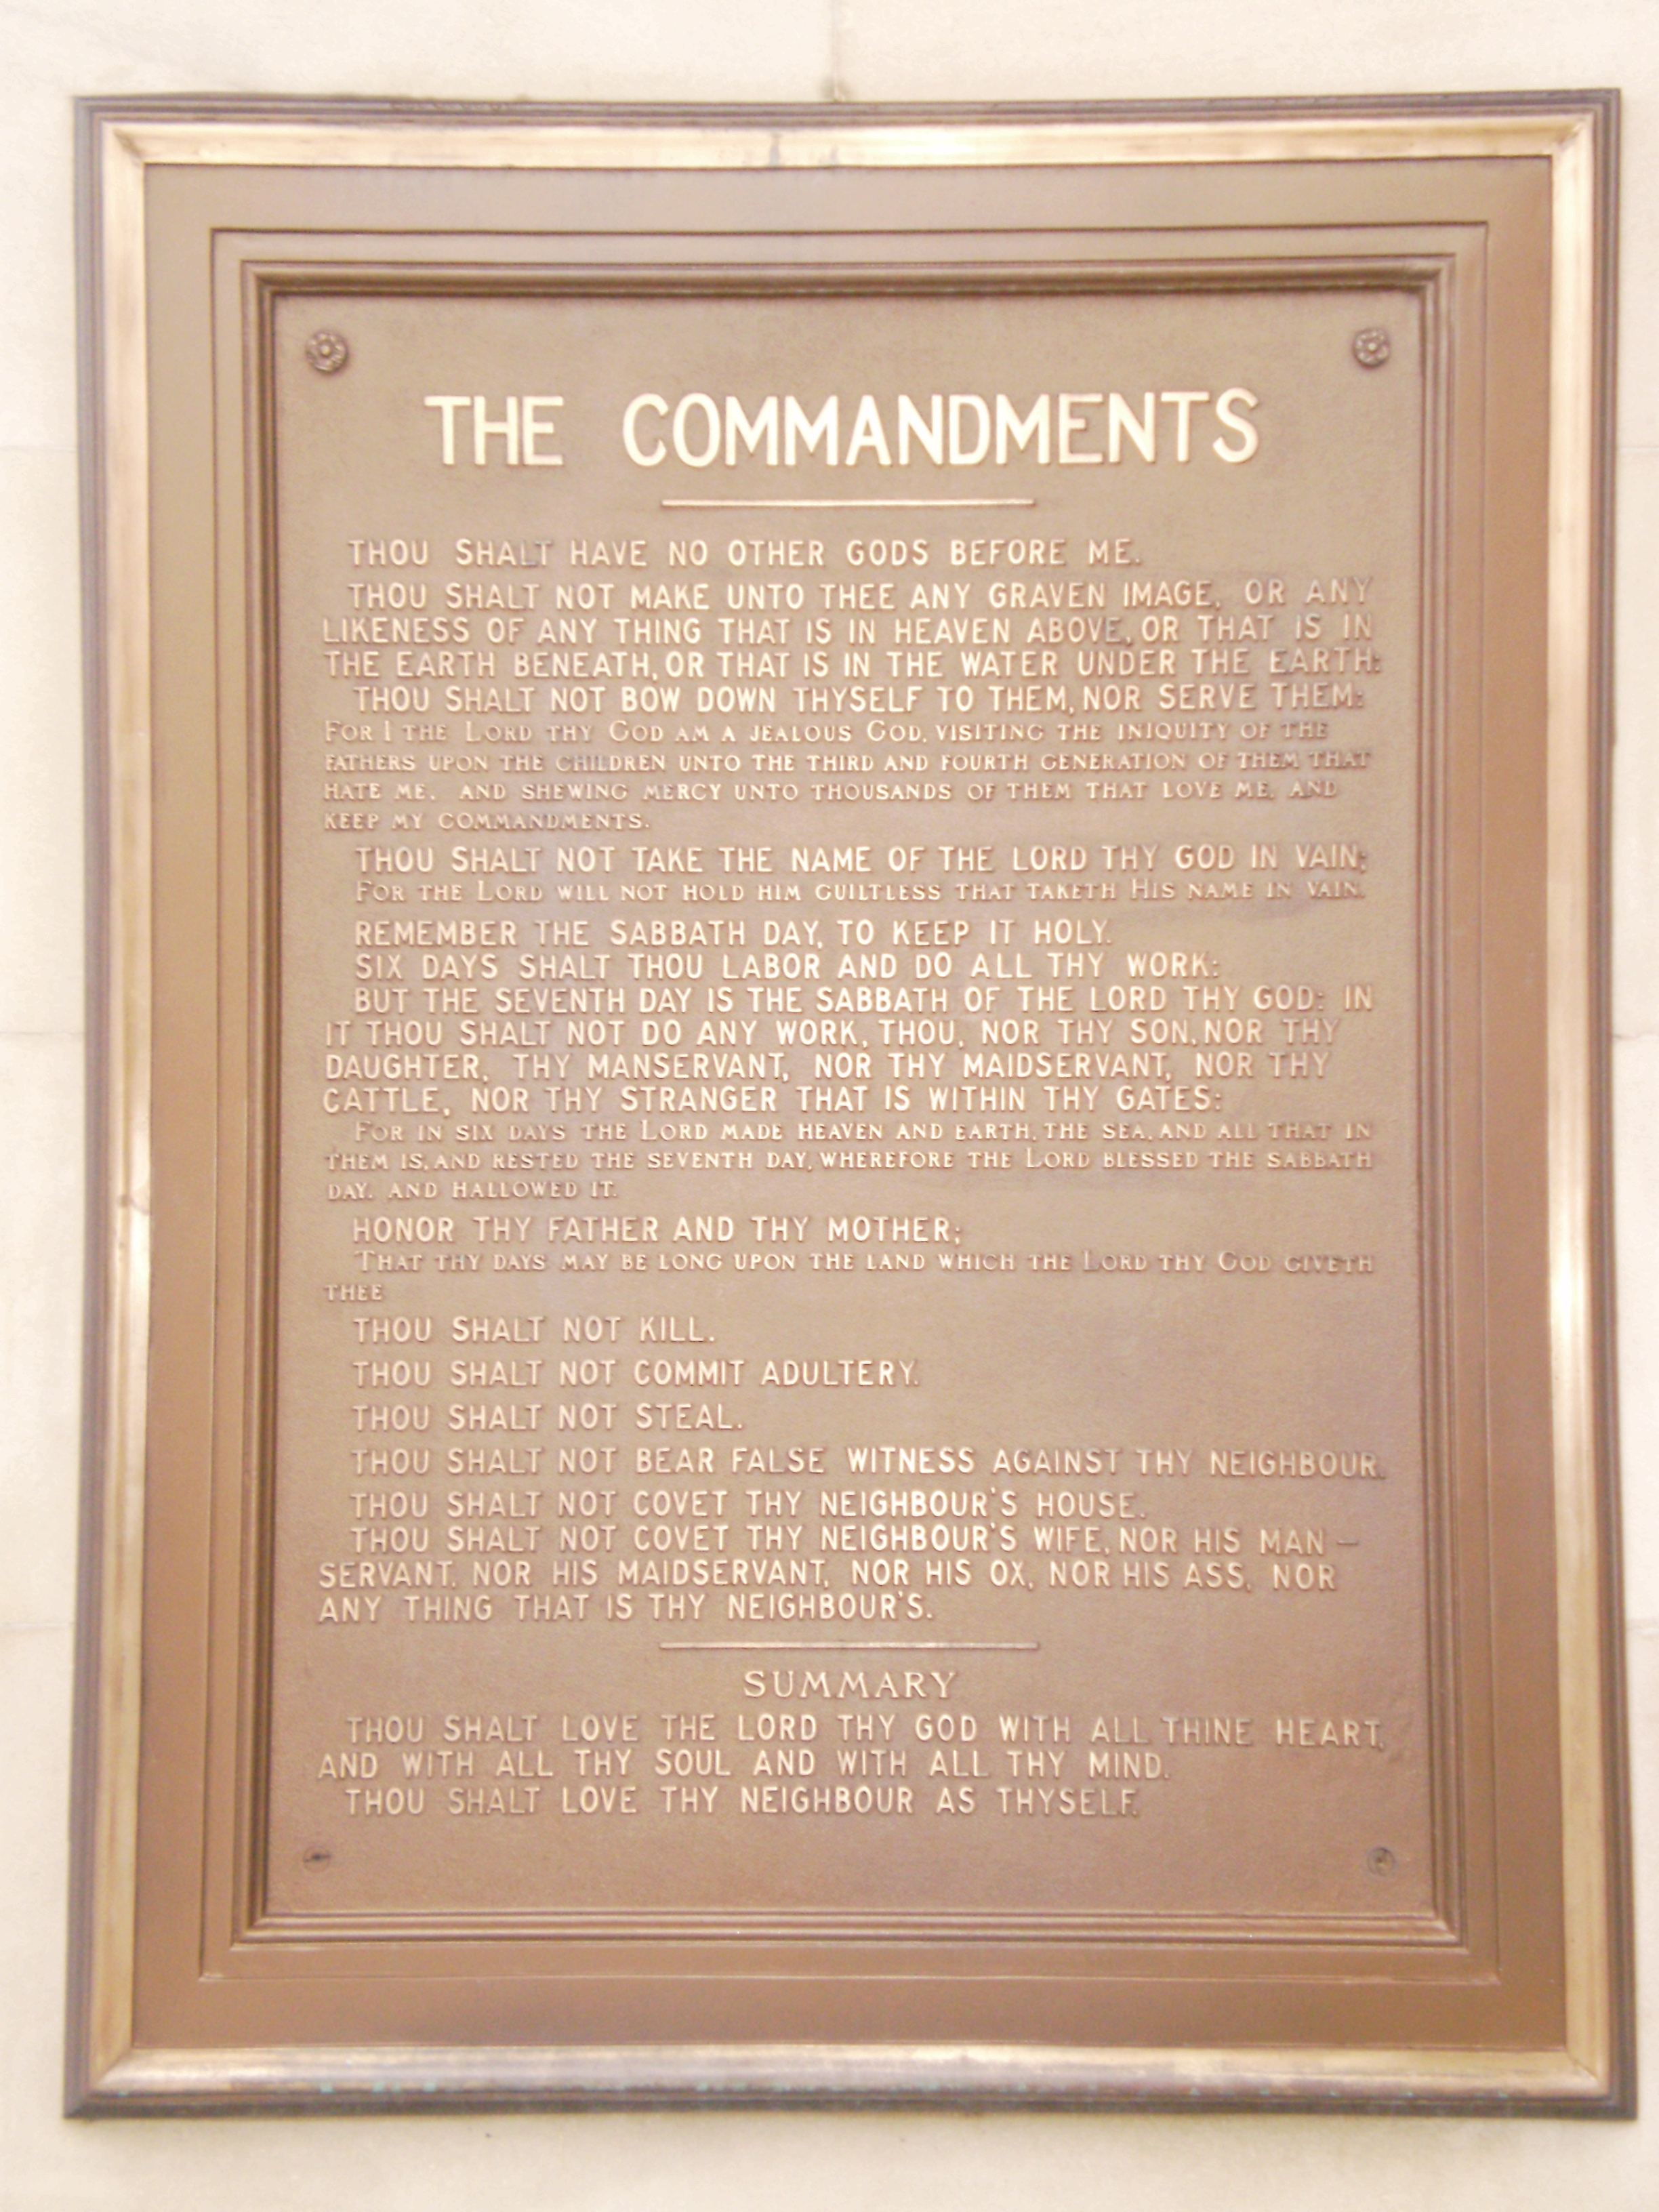 THE COMMANDMENTS
THOU SHALT HAVE NO OTHER GODS BEFORE ME.
THOU SHALT NOT MAKE UNTO THEE ANY GRAVEN IMAGE, OR ANY
LIKENESS OF ANY THING THAT IS IN HEAVEN ABOVE, OR THAT IS IN
THE EARTH BENEATH, OR THAT IS IN THE WATER UNDER THE EARTH:
THOU SHALT NOT BOW DOWN THYSELF TO THEM, NOR SERVE THEM:
FOR I THE LORD THY GOD AM A JEALOUS GOD, VISITING THE INIQUITY OF THE
FATHERS UPON THE CHILDREN UNTO THE THIRD AND FOURTH GENERATION OF THEM THAT
HATE ME. AND SHEWING MERCY UNTO THOUSANDS OF THEM THAT LOVE ME, AND
KEEP MY COMMANDMENTS.
THOU SHALT NOT TAKE THE NAME OF THE LORD THY GOD IN VAIN;
FOR THE LORD WILL NOT HOLD HIM GUILTLESS THAT TAKETH HIS NAME IN VAIN.
REMEMBER THE SABBATH DAY, TO KEEP IT HOLY.
SIX DAYS SHALT THOU LABOR AND DO ALL THY WORK:
BUT THE SEVENTH DAY IS THE SABBATH OF THE LORD THY GOD: IN
IT THOU SHALT NOT DO ANY WORK, THOU, NOR THY SON, NOR THY
DAUGHTER, THY MANSERVANT, NOR THY MAIDSERVANT, NOR THY
CATTLE, NOR THY STRANGER THAT IS WITHIN THY GATES:
FOR IN SIX DAYS THE LORD MADE HEAVEN AND EARTH, THE SEA, AND ALL THAT IN
THEM IS, AND RESTED THE SEVENTH DAY, WHEREFORE THE LORD BLESSED THE SABBATH
DAY. AND HALLOWED IT.
HONOR THY FATHER AND THY MOTHER;
THAT THY DAYS MAY BE LONG UPON THE LAND WHICH THE LORD THY GOD GIVETH
THEE
THOU SHALT NOT KILL.
THOU SHALT NOT COMMIT ADULTERY.
THOU SHALT NOT STEAL.
THOU SHALT NOT BEAR FALSE WITNESS AGAINST THY NEIGHBOUR.
THOU SHALT NOT COVET THY NEIGHBOUR'S HOUSE.
THOU SHALT NOT COVET THY NEIGHBOUR'S WIFE, NOR HIS MAN-
SERVANT, NOR HIS MAIDSERVANT, NOR HIS OX, NOR HIS ASS, NOR
ANY THING THAT IS THY NEIGHBOUR'S.
SUMMARY
THOU SHALT LOVE THE LORD THY GOD WITH ALL THINE HEART,
AND WITH ALL THY SOUL AND WITH ALL THY MIND.
THOU SHALT LOVE THY NEIGHBOUR AS THYSELF.